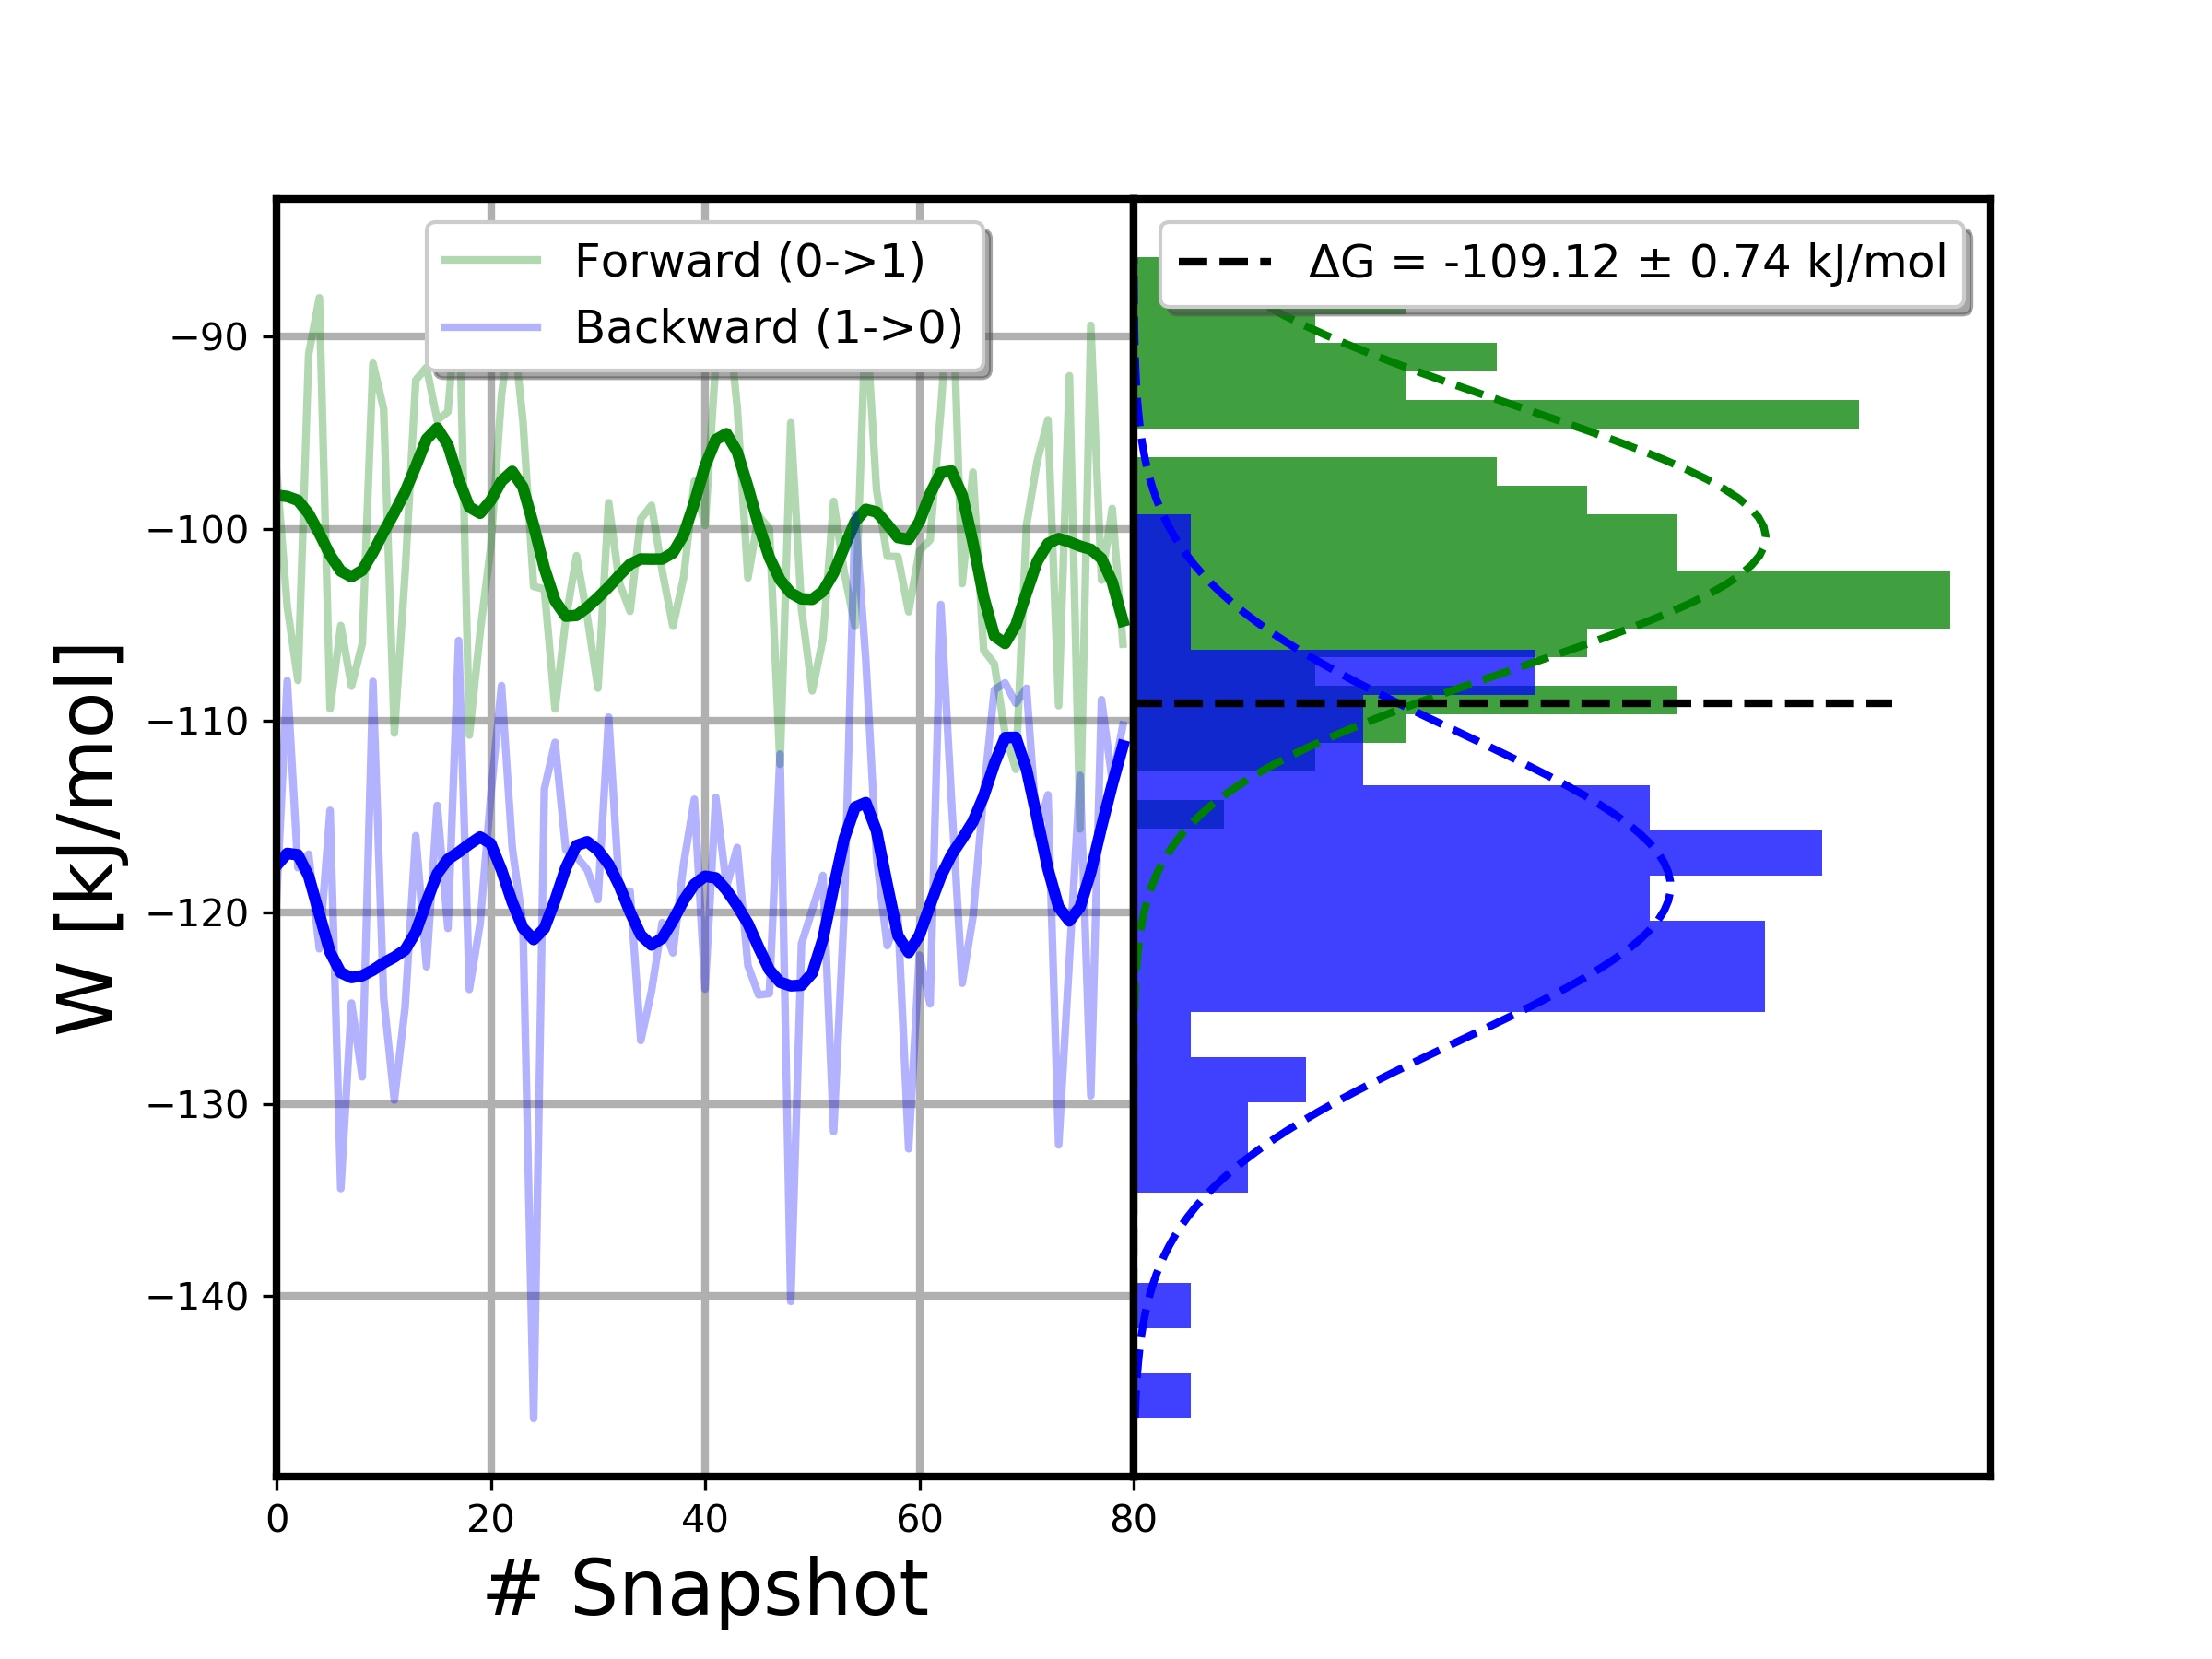 Forward (0->1)
Backward (1->0)
ΔG = -109.12 ± 0.74 kJ/mol
W [kJ/mol]
−90
−100
−110
−120
−130
−140
0 20 40 60 80
# Snapshot